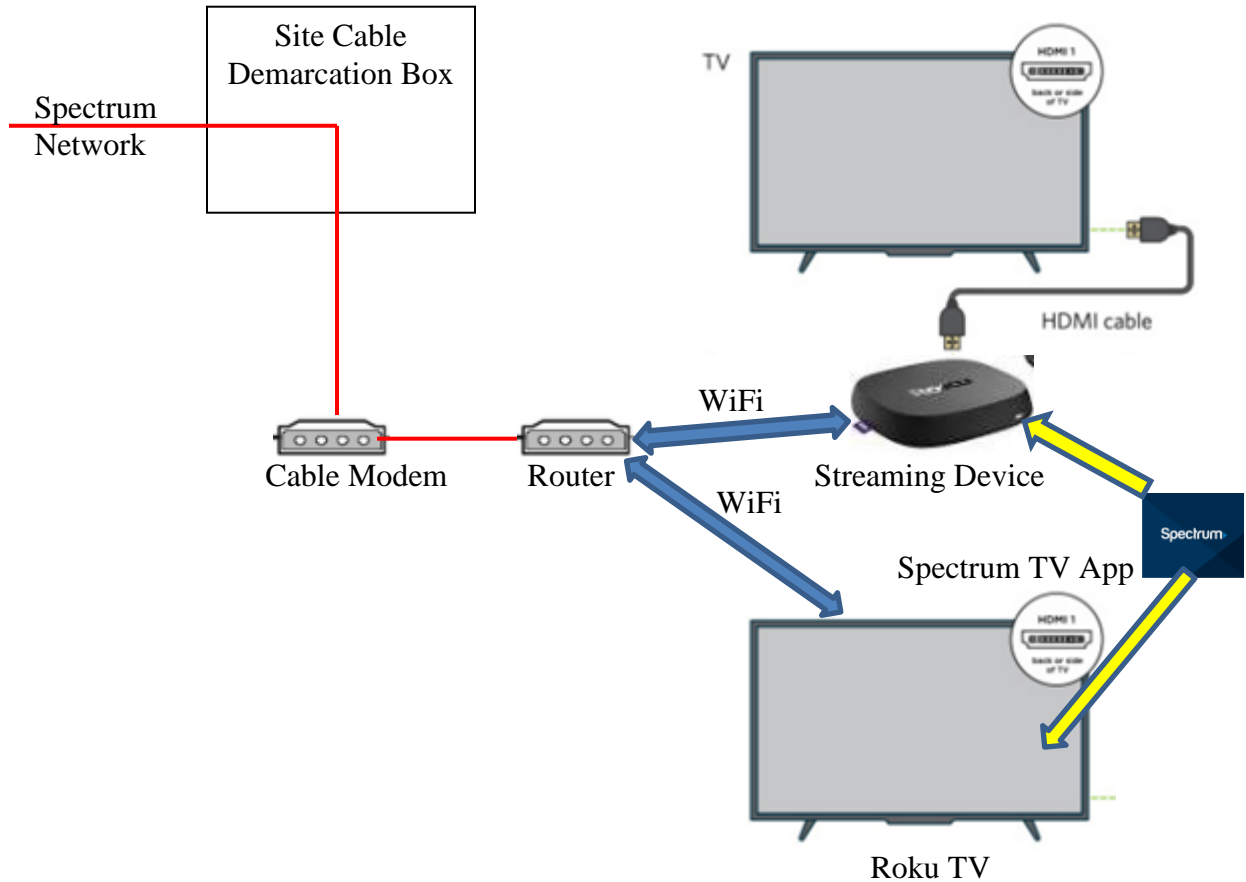 Site Cable
Demarcation Box
Spectrum
Network
TV
HDMI 1
back or side
of TV
HDMI cable
WiFi
Roku
Cable Modem
Router
Streaming Device
WiFi
Spectrum
Spectrum TV App
HDMI 1
back or side
of TV
Roku TV